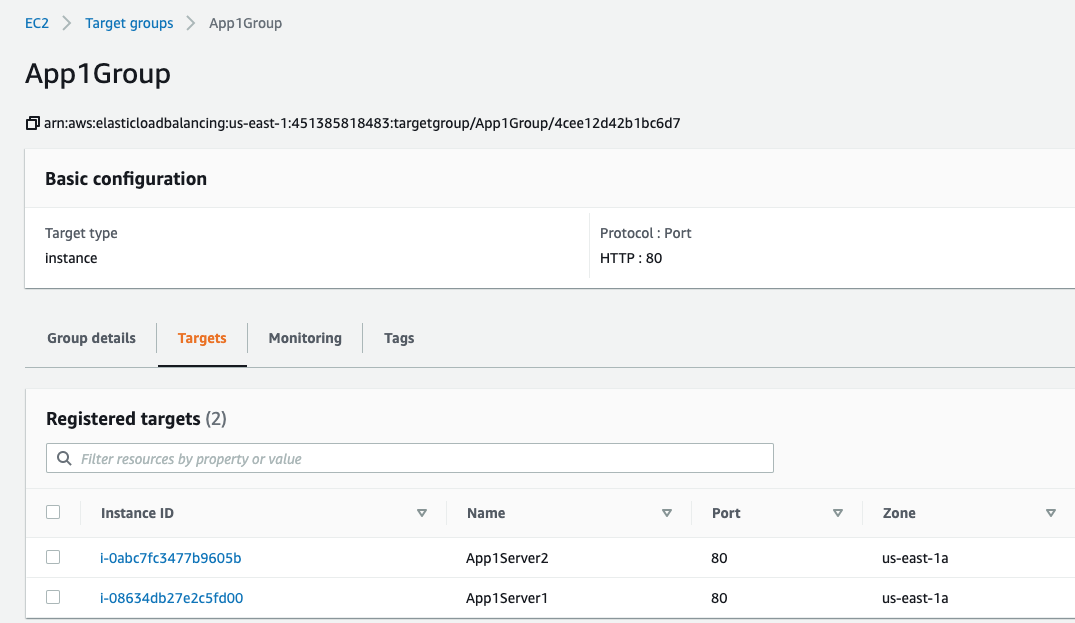 EC2 Target groups App1Group
App1Group
arn:aws:elasticloadbalancing:us-east-1:451385818483:targetgroup/App1Group/4cee12d42b1bc6d7
Basic configuration
Target type
instance
Protocol : Port
HTTP : 80
Group details Targets Monitoring Tags
Registered targets (2)
Filter resources by property or value
Instance ID Name Port Zone
i-0abc7fc3477b9605b App1Server2 80 us-east-1a
i-08634db27e2c5fd00 App1Server1 80 us-east-1a